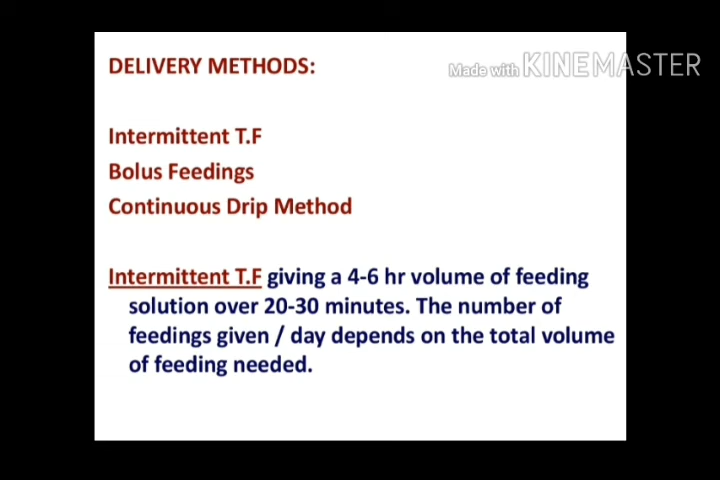 DELIVERY METHODS:
Made with KINEMASTER
Intermittent T.F
Bolus Feedings
Continuous Drip Method
Intermittent T.F giving a 4-6 hr volume of feeding
solution over 20-30 minutes. The number of
feedings given / day depends on the total volume
of feeding needed.